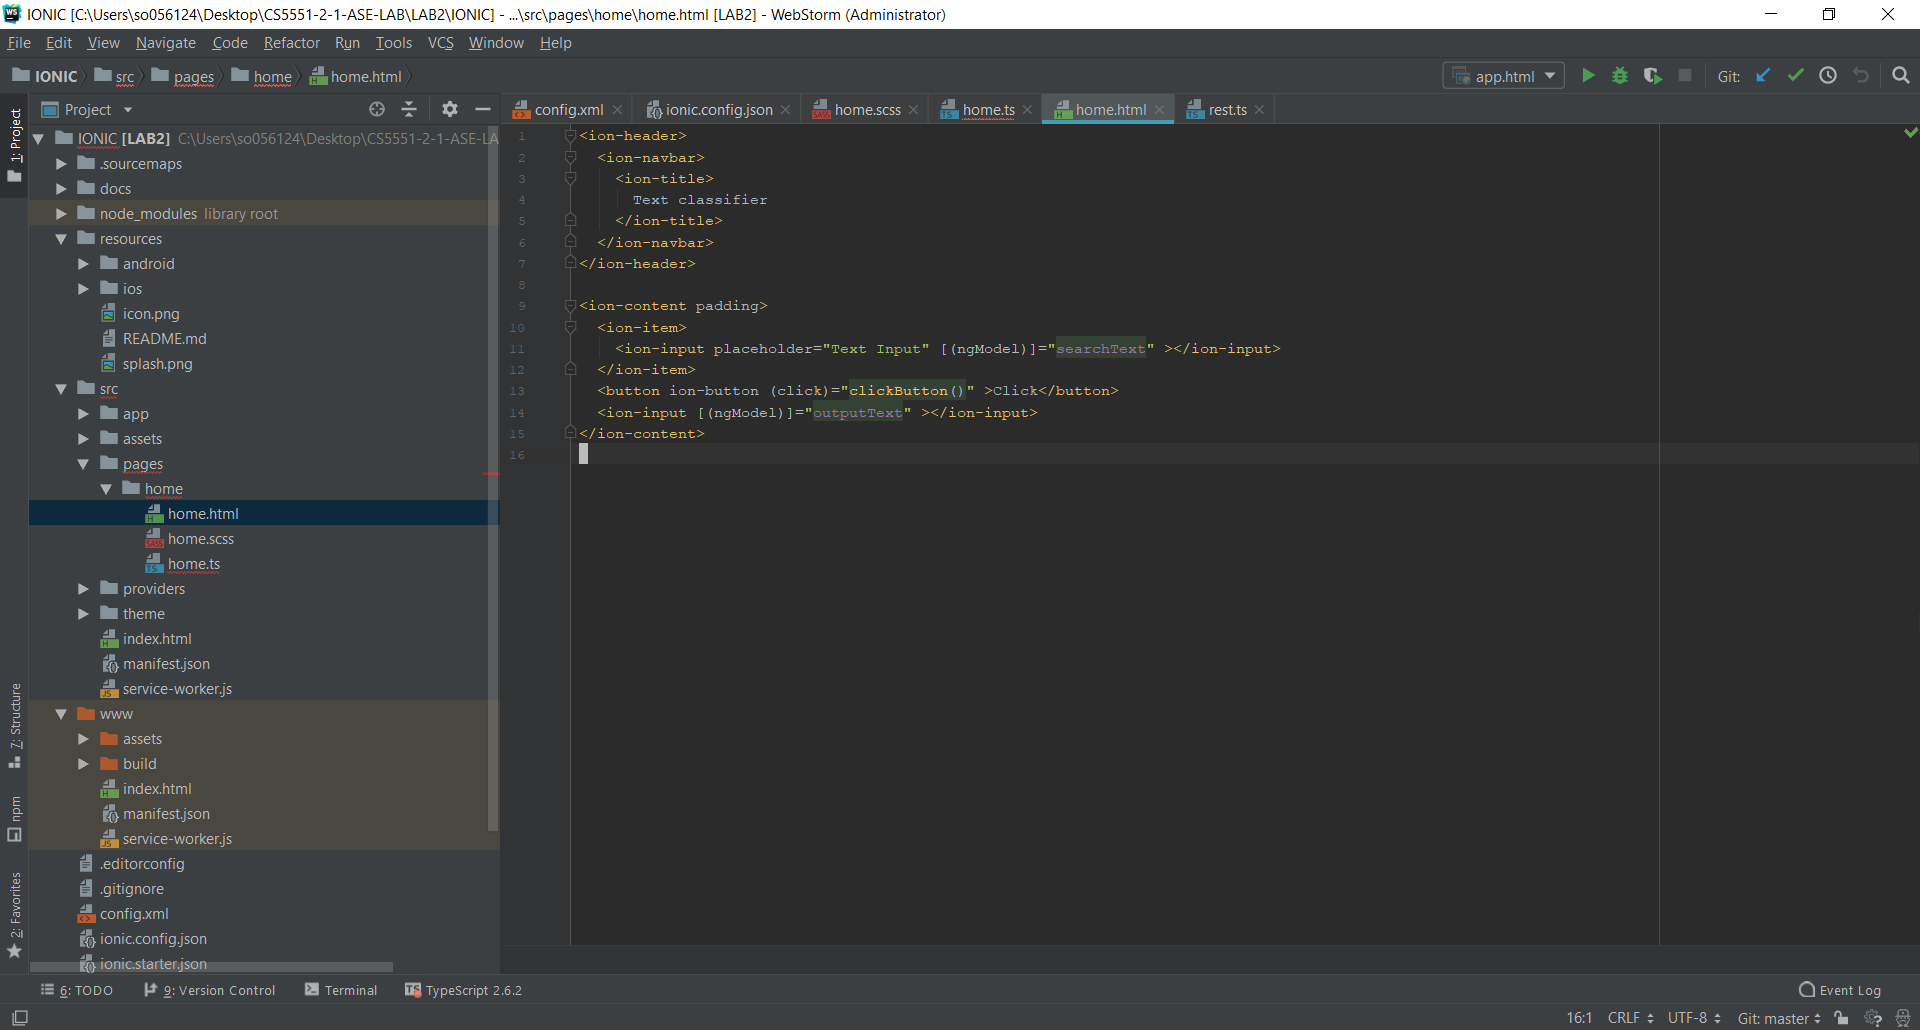 IONIC [C:\Users\so056124\Desktop\CS5551-2-1-ASE-LAB\LAB2\IONIC] - ...\src\pages\home\home.html [LAB2] - WebStorm (Administrator)
File Edit View Navigate Code Refactor Run Tools VCS Window Help
IONIC src pages home home.html app.html Git:
1: Project
7: Structure
npm
2: Favorites
Project
IONIC [LAB2] C:\Users\so056124\Desktop\CS5551-2-1-ASE-LA
.sourcemaps
docs
node_modules library root
resources
android
ios
icon.png
README.md
splash.png
src
app
assets
pages
home
home.html
home.scss
home.ts
providers
theme
index.html
manifest.json
service-worker.js
www
assets
build
index.html
manifest.json
service-worker.js
.editorconfig
.gitignore
config.xml
ionic.config.json
ionic.starter.json
config.xml ionic.config.json home.scss home.ts home.html rest.ts
1 <ion-header>
2 <ion-navbar>
3 <ion-title>
4 Text classifier
5 </ion-title>
6 </ion-navbar>
7 </ion-header>
8
9 <ion-content padding>
10 <ion-item>
11 <ion-input placeholder="Text Input" [(ngModel)]="searchText" ></ion-input>
12 </ion-item>
13 <button ion-button (click)="clickButton()" >Click</button>
14 <ion-input [(ngModel)]="outputText" ></ion-input>
15 </ion-content>
16
6: TODO 9: Version Control Terminal TypeScript 2.6.2 Event Log
16:1 CRLF UTF-8 Git: master